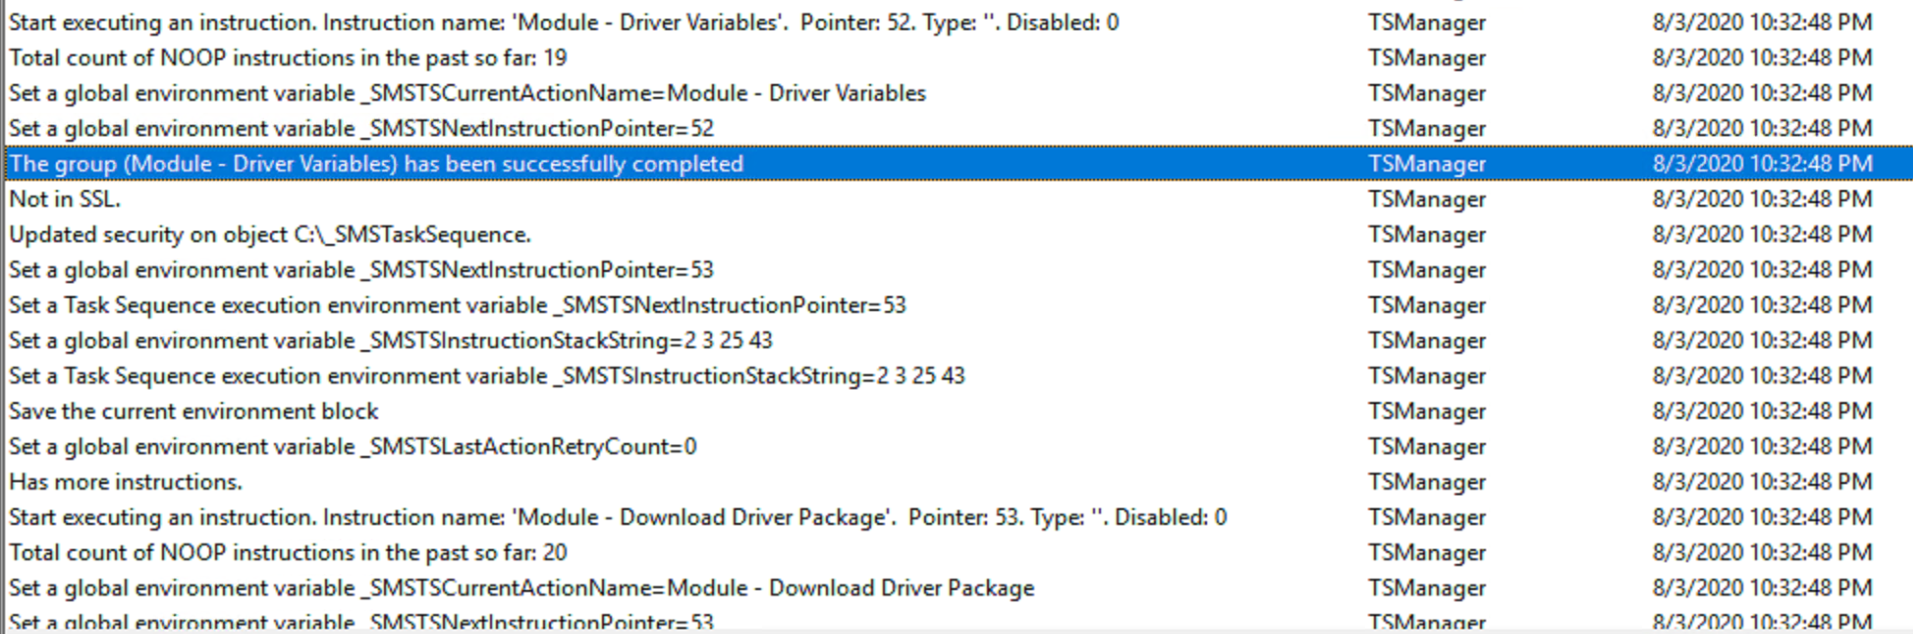 Start executing an instruction. Instruction name: 'Module - Driver Variables'.  Pointer: 52. Type: ''. Disabled: 0 TSManager 8/3/2020 10:32:48 PM
Total count of NOOP instructions in the past so far: 19 TSManager 8/3/2020 10:32:48 PM
Set a global environment variable _SMSTSCurrentActionName=Module - Driver Variables TSManager 8/3/2020 10:32:48 PM
Set a global environment variable _SMSTSNextInstructionPointer=52 TSManager 8/3/2020 10:32:48 PM
The group (Module - Driver Variables) has been successfully completed TSManager 8/3/2020 10:32:48 PM
Not in SSL. TSManager 8/3/2020 10:32:48 PM
Updated security on object C:\_SMSTaskSequence. TSManager 8/3/2020 10:32:48 PM
Set a global environment variable _SMSTSNextInstructionPointer=53 TSManager 8/3/2020 10:32:48 PM
Set a Task Sequence execution environment variable _SMSTSNextInstructionPointer=53 TSManager 8/3/2020 10:32:48 PM
Set a global environment variable _SMSTSInstructionStackString=2 3 25 43 TSManager 8/3/2020 10:32:48 PM
Set a Task Sequence execution environment variable _SMSTSInstructionStackString=2 3 25 43 TSManager 8/3/2020 10:32:48 PM
Save the current environment block TSManager 8/3/2020 10:32:48 PM
Set a global environment variable _SMSTSLastActionRetryCount=0 TSManager 8/3/2020 10:32:48 PM
Has more instructions. TSManager 8/3/2020 10:32:48 PM
Start executing an instruction. Instruction name: 'Module - Download Driver Package'.  Pointer: 53. Type: ''. Disabled: 0 TSManager 8/3/2020 10:32:48 PM
Total count of NOOP instructions in the past so far: 20 TSManager 8/3/2020 10:32:48 PM
Set a global environment variable _SMSTSCurrentActionName=Module - Download Driver Package TSManager 8/3/2020 10:32:48 PM
Set a global environment variable _SMSTSNextInstructionPointer=53 TSManager 8/3/2020 10:32:48 PM